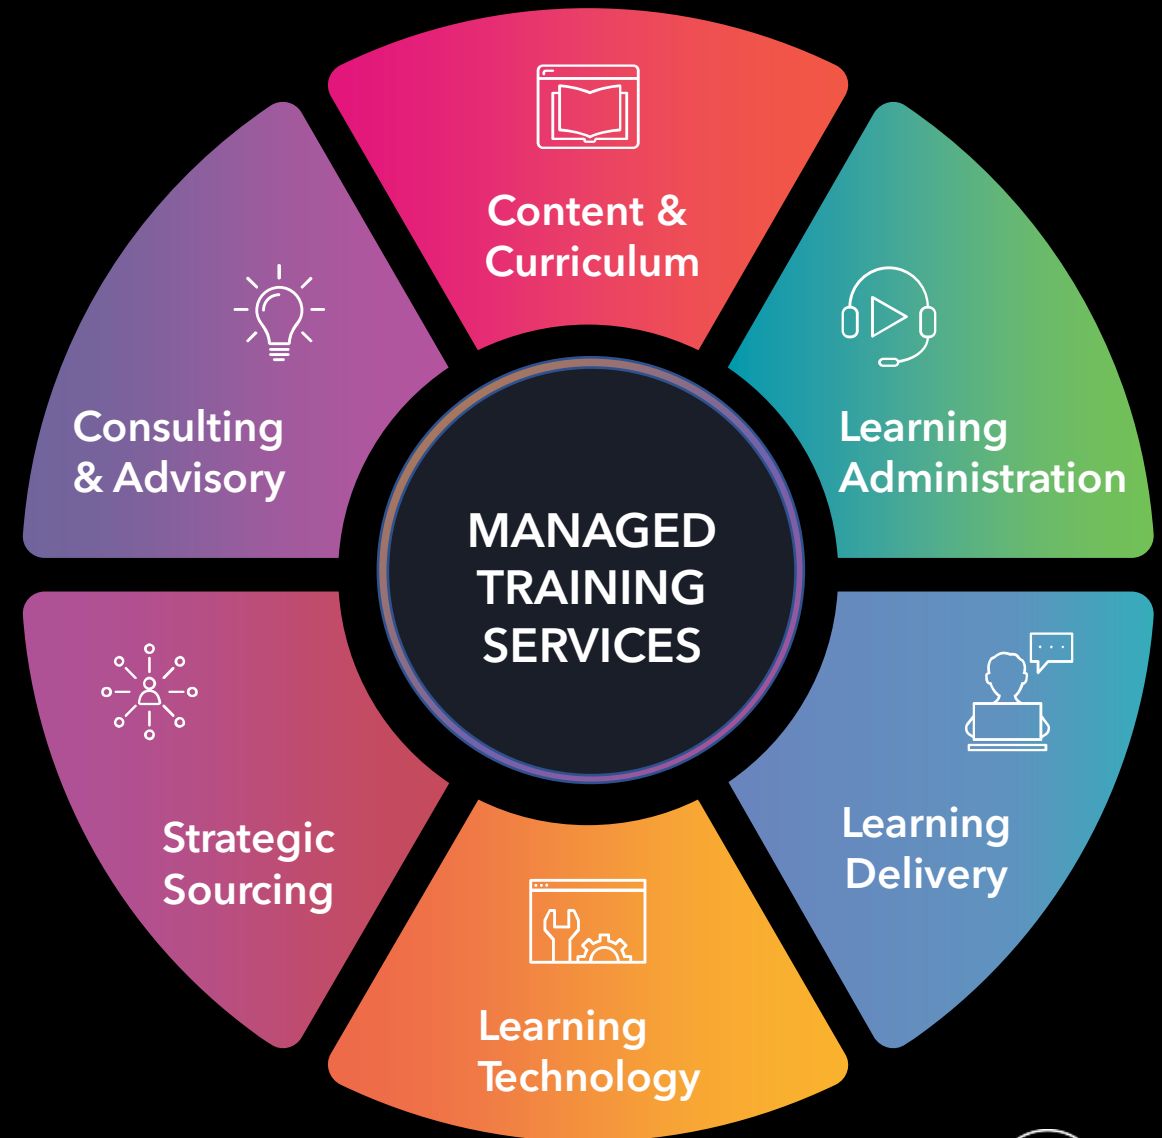 Content &
Curriculum
Learning
Administration
Learning
Delivery
Learning
Technology
Strategic
Sourcing
Consulting
& Advisory
MANAGED
TRAINING
SERVICES